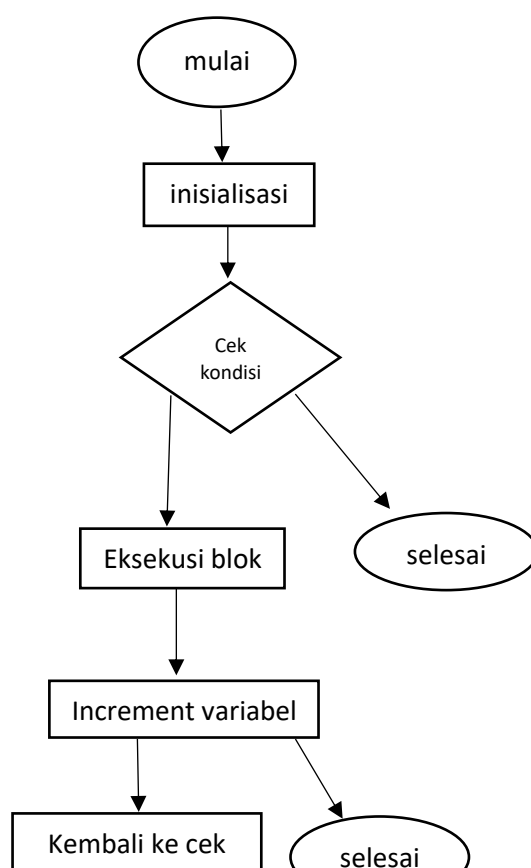 mulai
inisialisasi
Cek
kondisi
Eksekusi blok
selesai
Increment variabel
Kembali ke cek
selesai